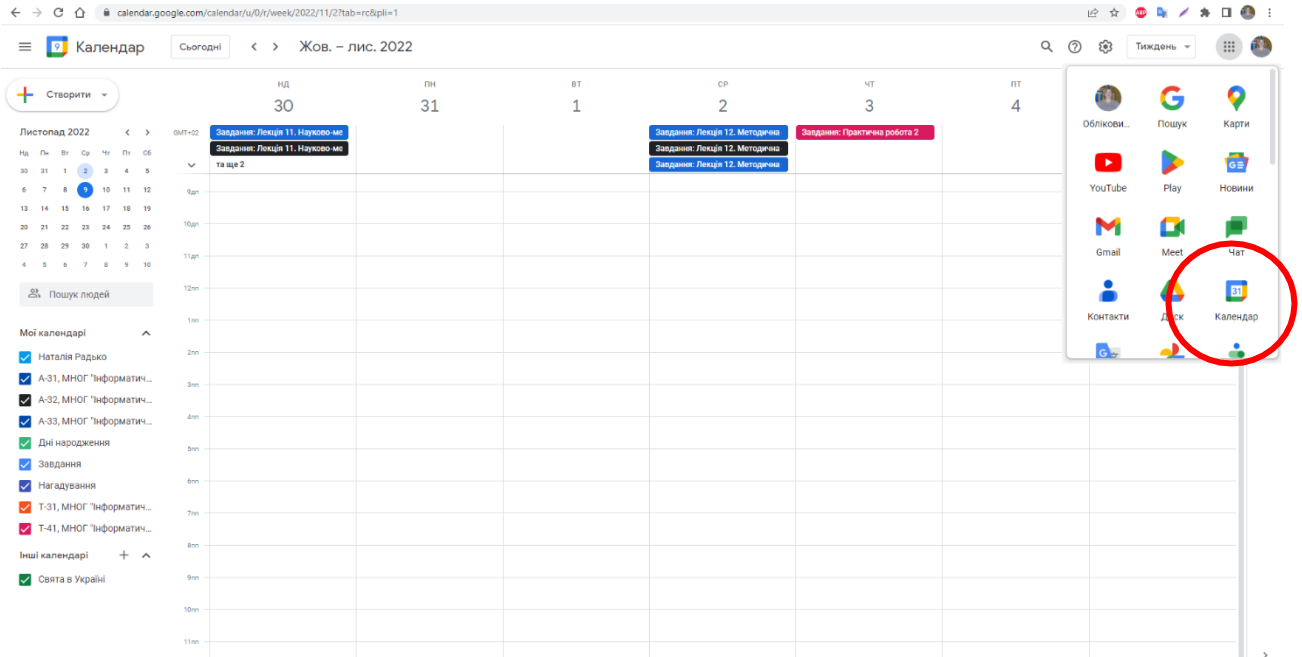 calendar.google.com/calendar/u/0/r/week/2022/11/2?tab=rc&pli=1
ABP
9 Календар Сьогодні Жов. – лис. 2022 Тиждень
Створити
Листопад 2022
Нд Пн Вт Ср Чт Пт Сб
30 31 1 2 3 4 5
6 7 8 9 10 11 12
13 14 15 16 17 18 19
20 21 22 23 24 25 26
27 28 29 30 1 2 3
4 5 6 7 8 9 10
Пошук людей
Мої календарі
Наталія Радько
А-31, МНОГ "Інформатич...
А-32, МНОГ "Інформатич...
А-33, МНОГ "Інформатич...
Дні народження
Завдання
Нагадування
Т-31, МНОГ "Інформатич...
Т-41, МНОГ "Інформатич...
Інші календарі
Свята в Україні
НД ПН ВТ СР ЧТ ПТ
30 31 1 2 3 4
GMT+02
Завдання: Лекція 11. Науково-ме Завдання: Лекція 12. Методична Завдання: Практична робота 2
Завдання: Лекція 11. Науково-ме Завдання: Лекція 12. Методична
та ще 2 Завдання: Лекція 12. Методична
9дп
10дп
11дп
12пп
1пп
2пп
3пп
4пп
5пп
6пп
7пп
8пп
9пп
10пп
11пп
Обліковий... Пошук Карти
YouTube Play Новини
GE
Gmail Meet Чат
31
Контакти Диск Календар
G